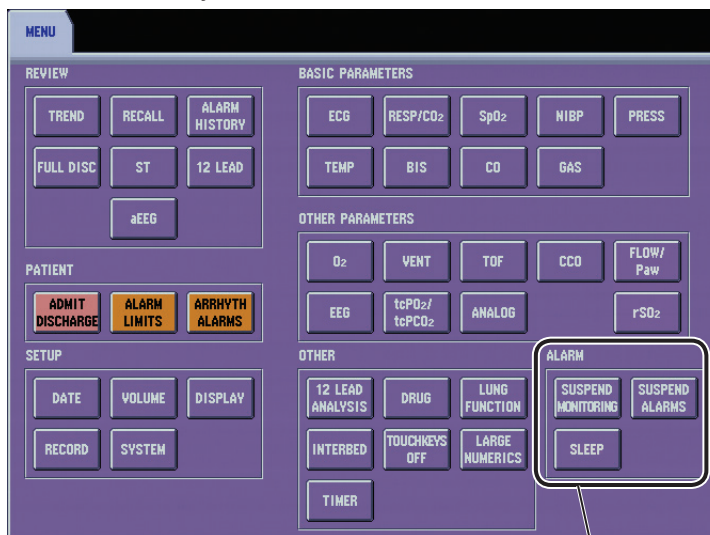 MENU
REVIEW
TREND
RECALL
ALARM
HISTORY
FULL DISC
ST
12 LEAD
aEEG
BASIC PARAMETERS
ECG
RESP/CO₂
SpO₂
NIBP
PRESS
TEMP
BIS
CO
GAS
OTHER PARAMETERS
O₂
VENT
TOF
CCO
FLOW/
Paw
EEG
tcPO₂/
tcPCO₂
ANALOG
rSO₂
PATIENT
ADMIT
DISCHARGE
ALARM
LIMITS
ARRHYTH
ALARMS
SETUP
DATE
VOLUME
DISPLAY
RECORD
SYSTEM
OTHER
12 LEAD
ANALYSIS
DRUG
LUNG
FUNCTION
INTERBED
TOUCHKEYS
OFF
LARGE
NUMERICS
TIMER
ALARM
SUSPEND
MONITORING
SUSPEND
ALARMS
SLEEP